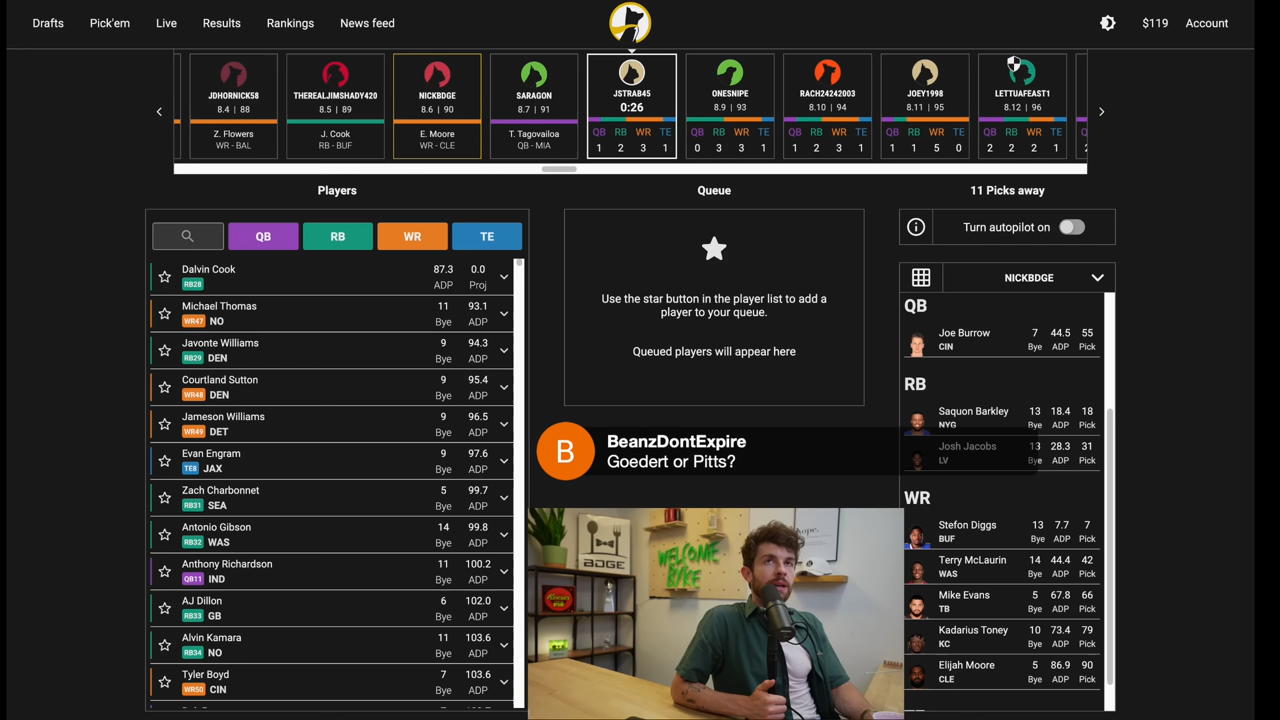 Drafts Pick'em Live Results Rankings News feed $119 Account
JDHORNICK58
8.4 | 88
Z. Flowers
WR - BAL
THEREALJIMSHADY420
8.5 | 89
J. Cook
RB - BUF
NICKBDGE
8.6 | 90
E. Moore
WR - CLE
SARAGON
8.7 | 91
T. Tagovailoa
QB - MIA
JSTRAB45
0:26
QB RB WR TE
1 2 3 1
ONESNIPE
8.9 | 93
QB RB WR TE
0 3 3 1
RACH24242003
8.10 | 94
QB RB WR TE
1 2 3 1
JOEY1998
8.11 | 95
QB RB WR TE
1 1 5 0
LETTUAFEAST1
8.12 | 96
QB RB WR TE
2 2 2 1
Players
QB RB WR TE
Dalvin Cook 87.3 0.0
RB28 ADP Proj
Michael Thomas 11 93.1
WR47 NO Bye ADP
Javonte Williams 9 94.3
RB29 DEN Bye ADP
Courtland Sutton 9 95.4
WR48 DEN Bye ADP
Jameson Williams 9 96.5
WR49 DET Bye ADP
Evan Engram 9 97.6
TE8 JAX Bye ADP
Zach Charbonnet 5 99.7
RB31 SEA Bye ADP
Antonio Gibson 14 99.8
RB32 WAS Bye ADP
Anthony Richardson 11 100.2
QB11 IND Bye ADP
AJ Dillon 6 102.0
RB33 GB Bye ADP
Alvin Kamara 11 103.6
RB34 NO Bye ADP
Tyler Boyd 7 103.6
WR50 CIN Bye ADP
Queue
Use the star button in the player list to add a
player to your queue.
Queued players will appear here
B
BeanzDontExpire
Goedert or Pitts?
BDGE
WELCOME
11 Picks away
Turn autopilot on
NICKBDGE
QB
Joe Burrow 7 44.5 55
CIN Bye ADP Pick
RB
Saquon Barkley 13 18.4 18
NYG Bye ADP Pick
Josh Jacobs 13 28.3 31
LV Bye ADP Pick
WR
Stefon Diggs 13 7.7 7
BUF Bye ADP Pick
Terry McLaurin 14 44.4 42
WAS Bye ADP Pick
Mike Evans 5 67.8 66
TB Bye ADP Pick
Kadarius Toney 10 73.4 79
KC Bye ADP Pick
Elijah Moore 5 86.9 90
CLE Bye ADP Pick